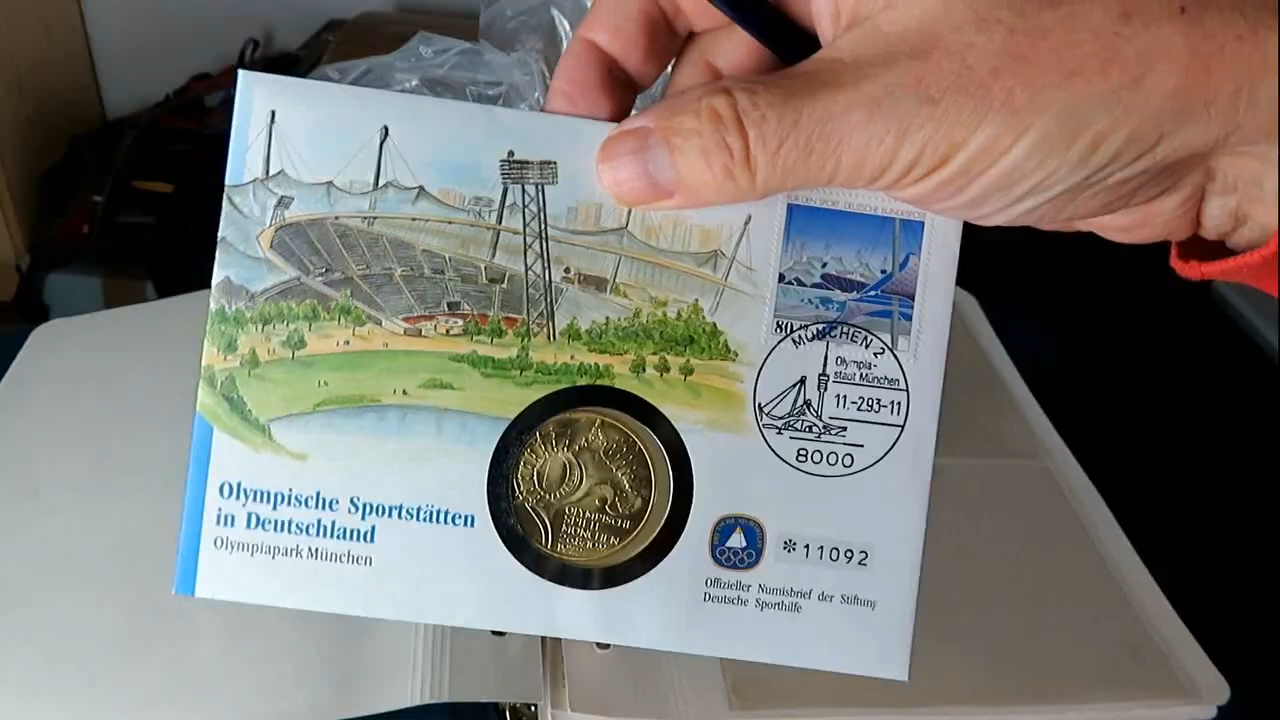 FÜR DEN SPORT DEUTSCHE BUNDESPOST
80
MÜNCHEN 2
Olympia-
stadt München
11.-2.93-11
8000
Olympische Sportstätten
in Deutschland
Olympiapark München
OLYMPISCHE
SPIELE
MÜNCHEN
*11092
Offizieller Numisbrief der Stiftung
Deutsche Sporthilfe